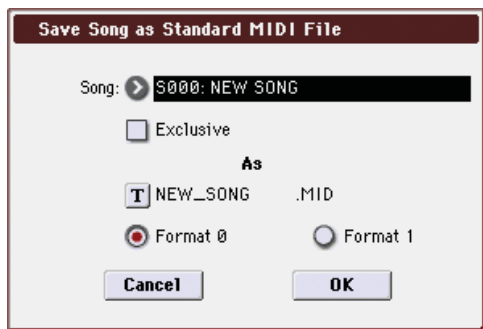 Save Song as Standard MIDI File
Song: S000: NEW SONG
Exclusive
As
T NEW_SONG .MID
Format 0 Format 1
Cancel OK